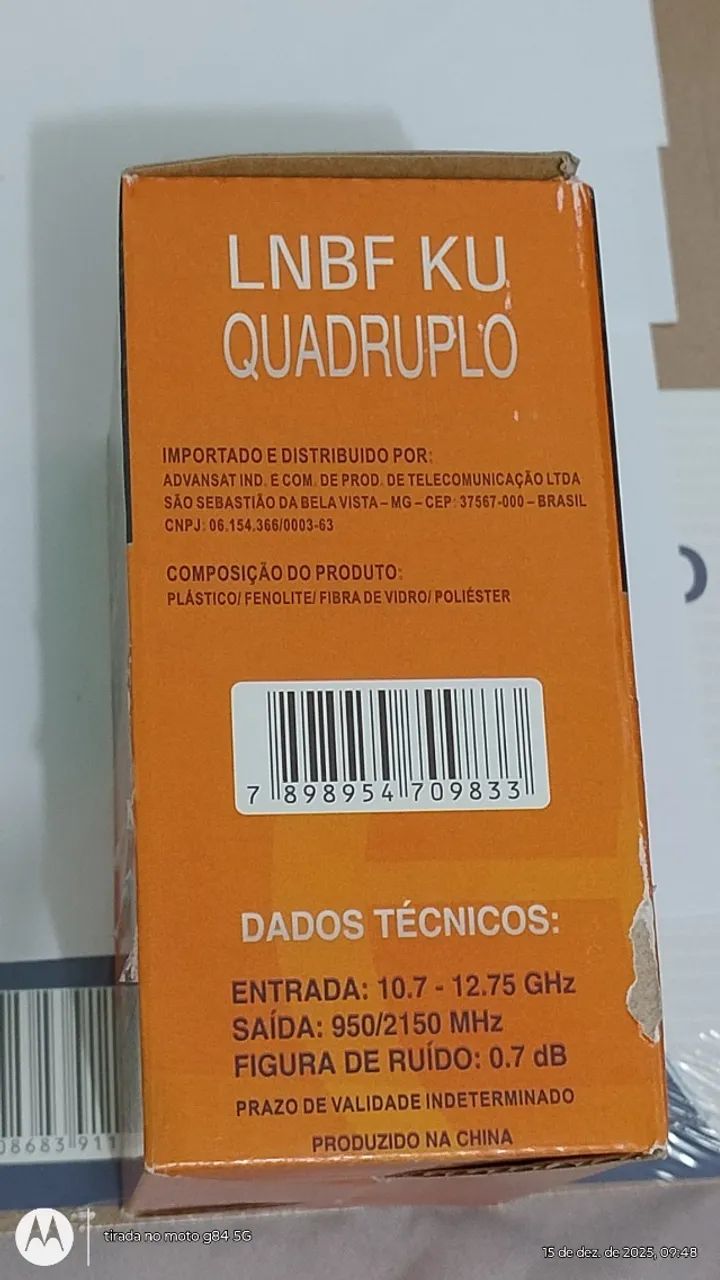 LNBF KU
QUADRUPLO
IMPORTADO E DISTRIBUIDO POR:
ADVANSAT IND. E COM. DE PROD. DE TELECOMUNICAÇÃO LTDA
SÃO SEBASTIÃO DA BELA VISTA – MG – CEP: 37567-000 – BRASIL
CNPJ: 06.154.366/0003-63
COMPOSIÇÃO DO PRODUTO:
PLÁSTICO/ FENOLITE/ FIBRA DE VIDRO/ POLIÉSTER
7 898954 709833
DADOS TÉCNICOS:
ENTRADA: 10.7 - 12.75 GHz
SAÍDA: 950/2150 MHz
FIGURA DE RUÍDO: 0.7 dB
PRAZO DE VALIDADE INDETERMINADO
PRODUZIDO NA CHINA
08683 911
tirada no moto g84 5G
15 de dez. de 2025, 09:48